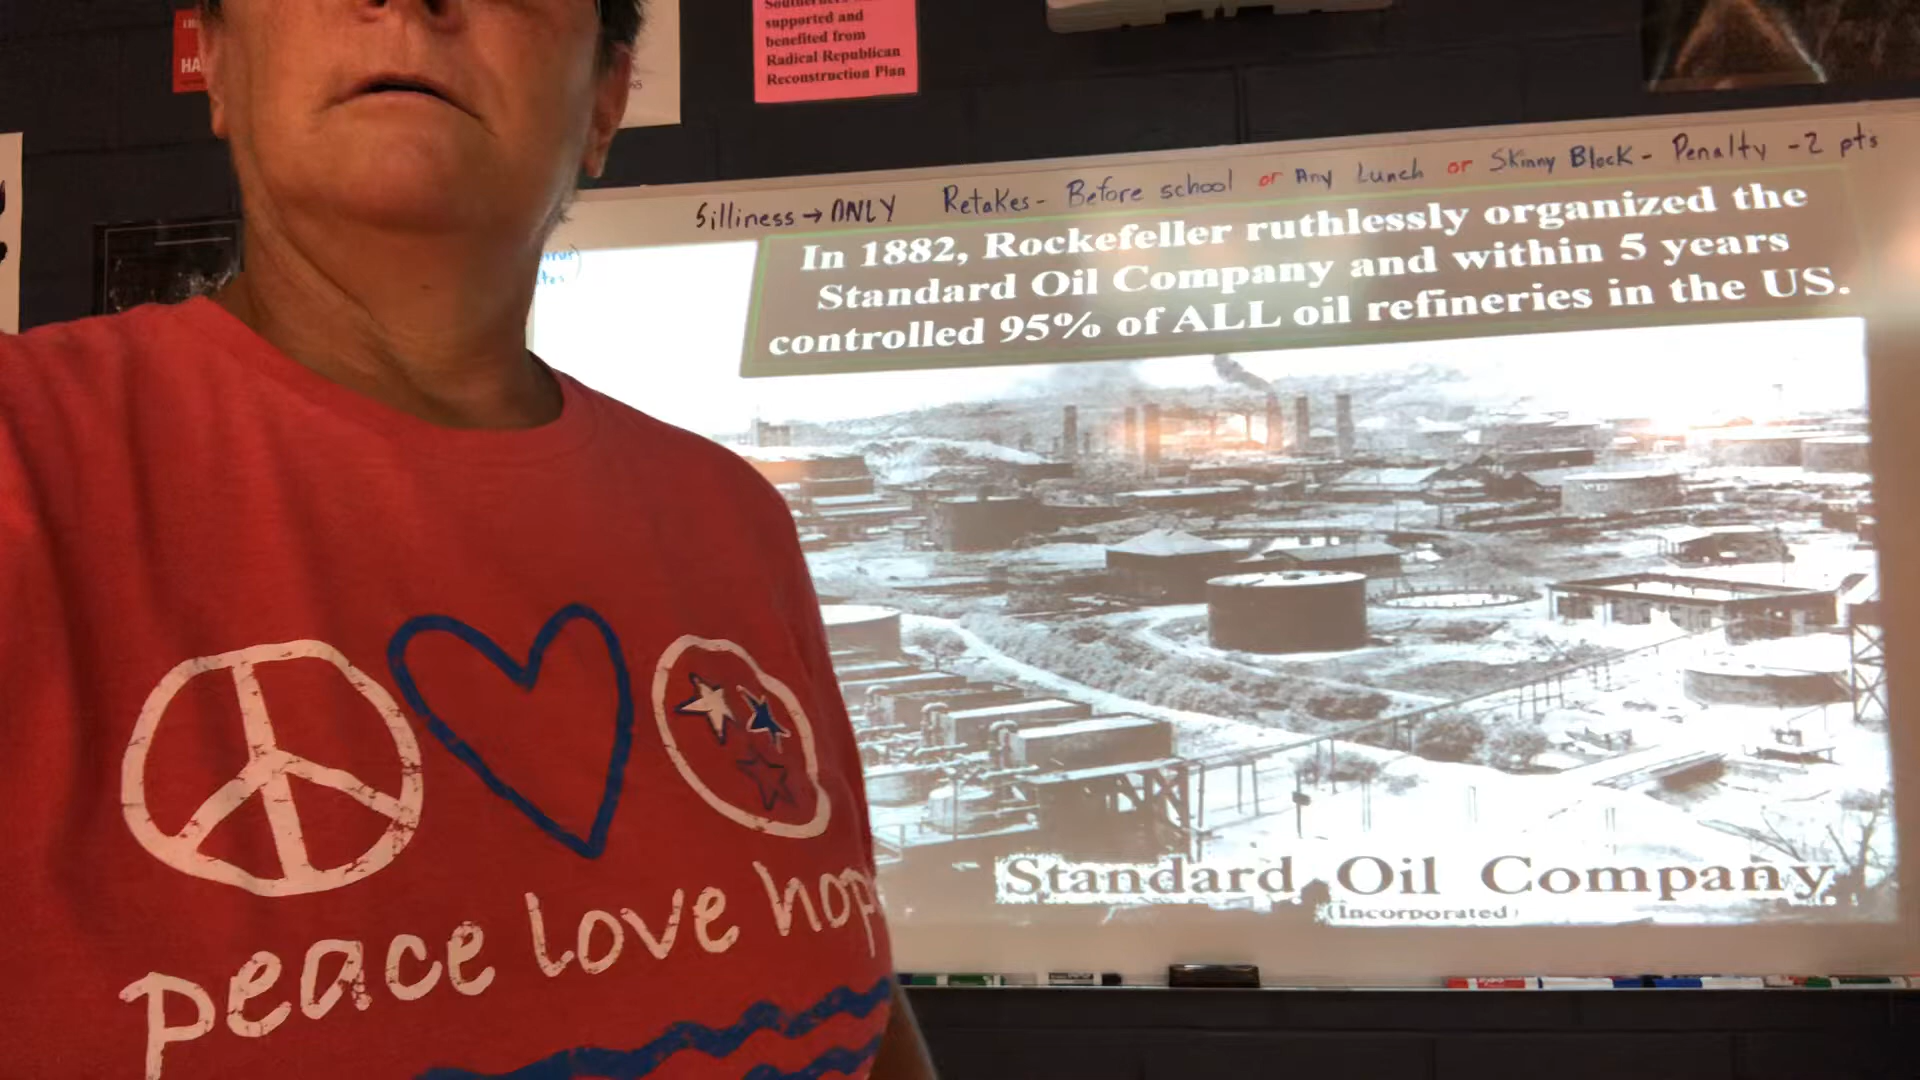 supported and
benefited from
Radical Republican
Reconstruction Plan
HA
65
Silliness → ONLY Retakes - Before school or Any Lunch or Skinny Block - Penalty -2 pts
In 1882, Rockefeller ruthlessly organized the
Standard Oil Company and within 5 years
controlled 95% of ALL oil refineries in the US.
Standard Oil Company.
(Incorporated)
peace love hop